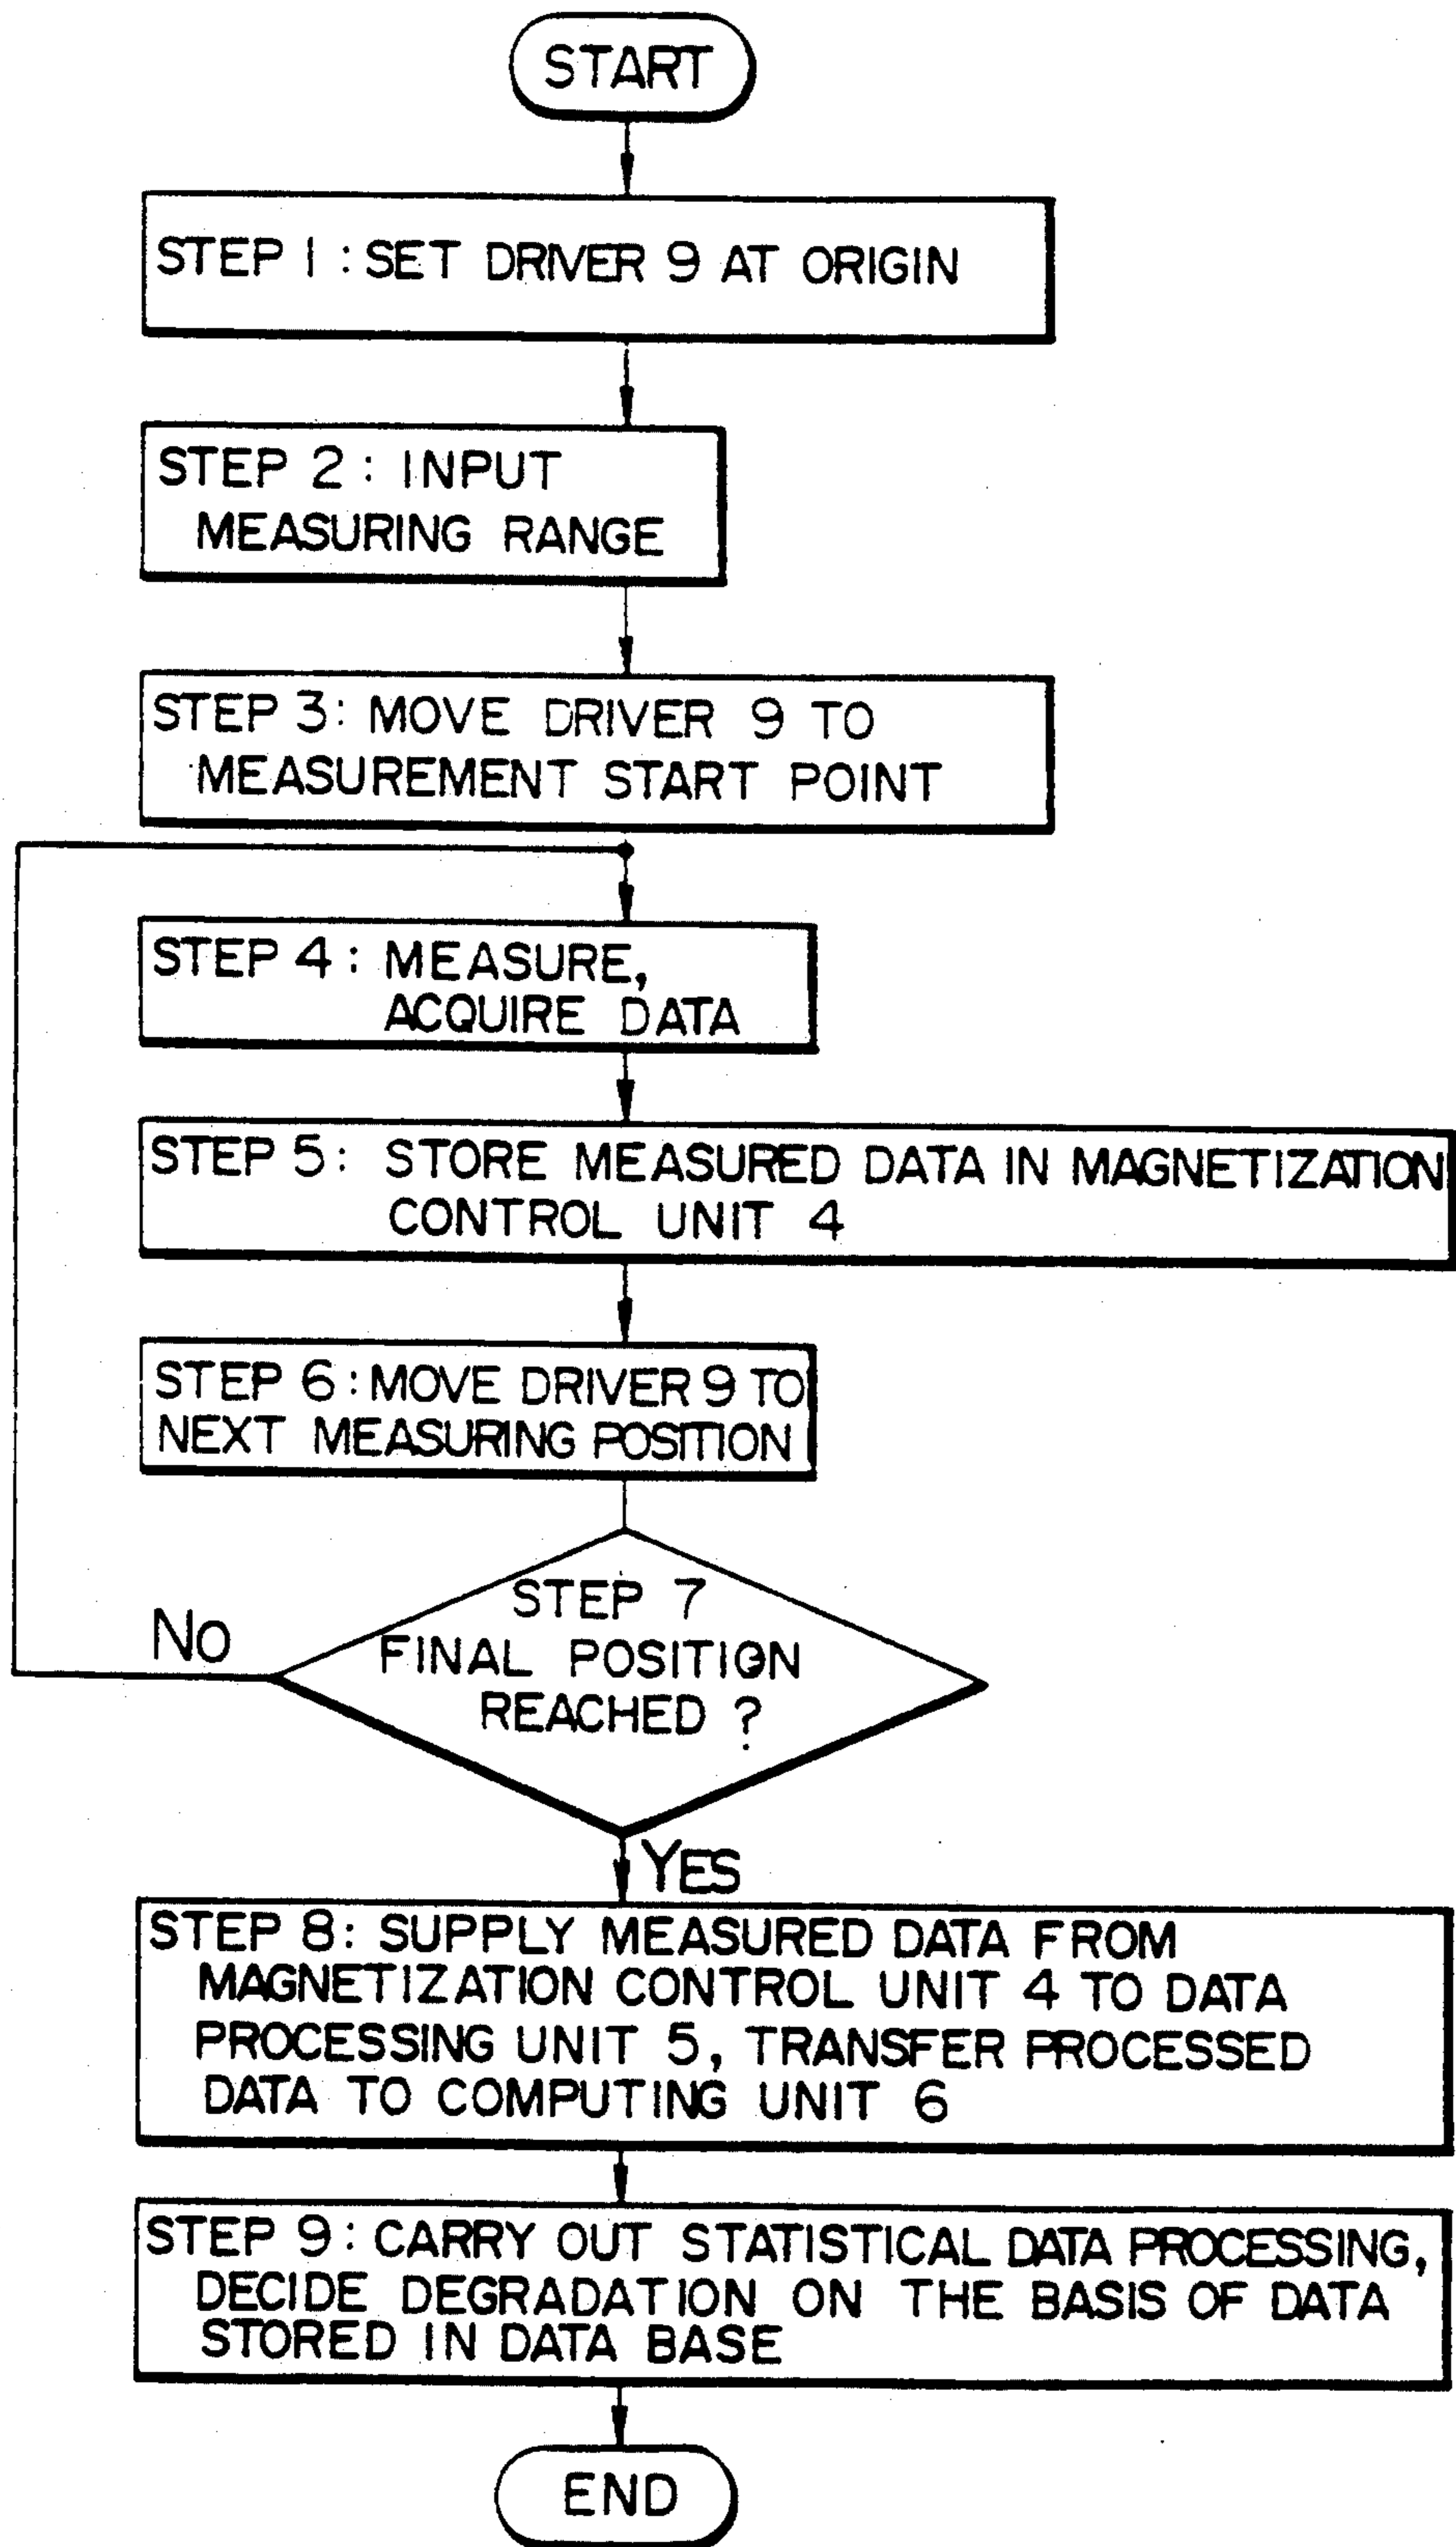 START
STEP 1 : SET DRIVER 9 AT ORIGIN
STEP 2 : INPUT
MEASURING RANGE
STEP 3: MOVE DRIVER 9 TO
MEASUREMENT START POINT
STEP 4 : MEASURE,
ACQUIRE DATA
STEP 5: STORE MEASURED DATA IN MAGNETIZATION
CONTROL UNIT 4
STEP 6 : MOVE DRIVER 9 TO
NEXT MEASURING POSITION
STEP 7
FINAL POSITION
REACHED ?
NO
YES
STEP 8: SUPPLY MEASURED DATA FROM
MAGNETIZATION CONTROL UNIT 4 TO DATA
PROCESSING UNIT 5, TRANSFER PROCESSED
DATA TO COMPUTING UNIT 6
STEP 9 : CARRY OUT STATISTICAL DATA PROCESSING,
DECIDE DEGRADATION ON THE BASIS OF DATA
STORED IN DATA BASE
END